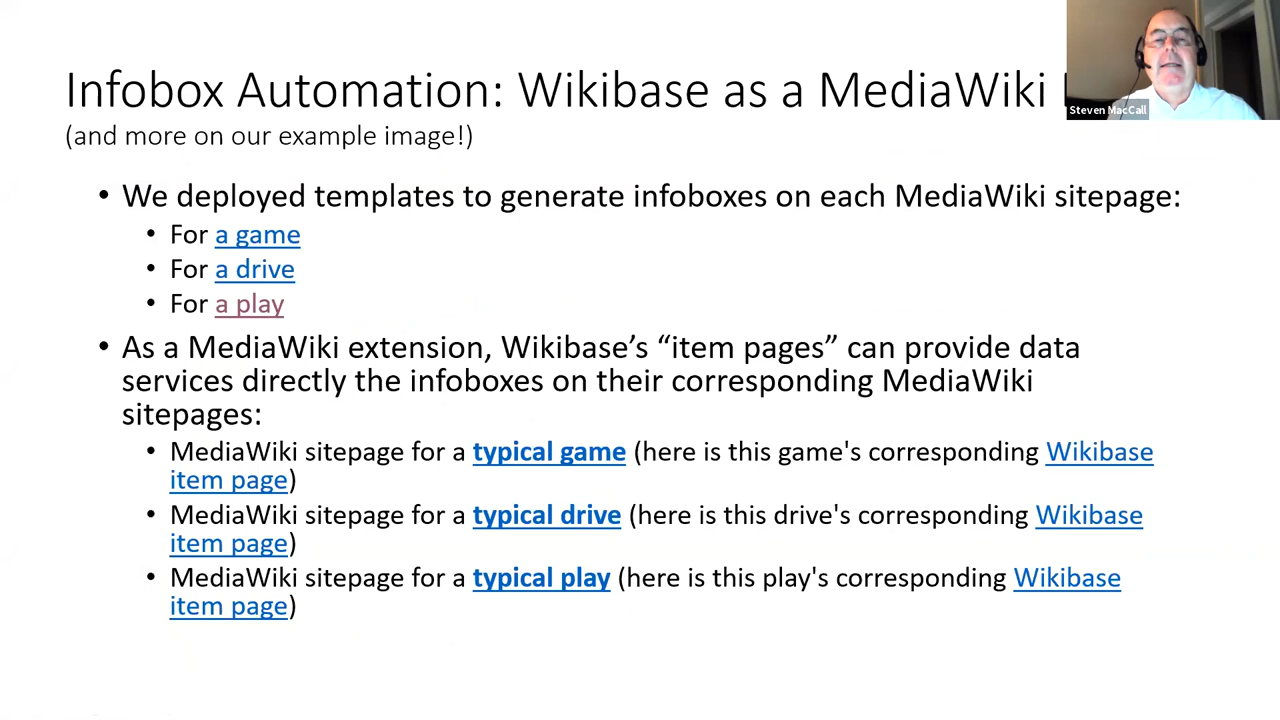 Infobox Automation: Wikibase as a MediaWiki
Steven MacCall
(and more on our example image!)
• We deployed templates to generate infoboxes on each MediaWiki sitepage:
• For a game
• For a drive
• For a play
• As a MediaWiki extension, Wikibase’s “item pages” can provide data
services directly the infoboxes on their corresponding MediaWiki
sitepages:
• MediaWiki sitepage for a typical game (here is this game's corresponding Wikibase
item page)
• MediaWiki sitepage for a typical drive (here is this drive's corresponding Wikibase
item page)
• MediaWiki sitepage for a typical play (here is this play's corresponding Wikibase
item page)